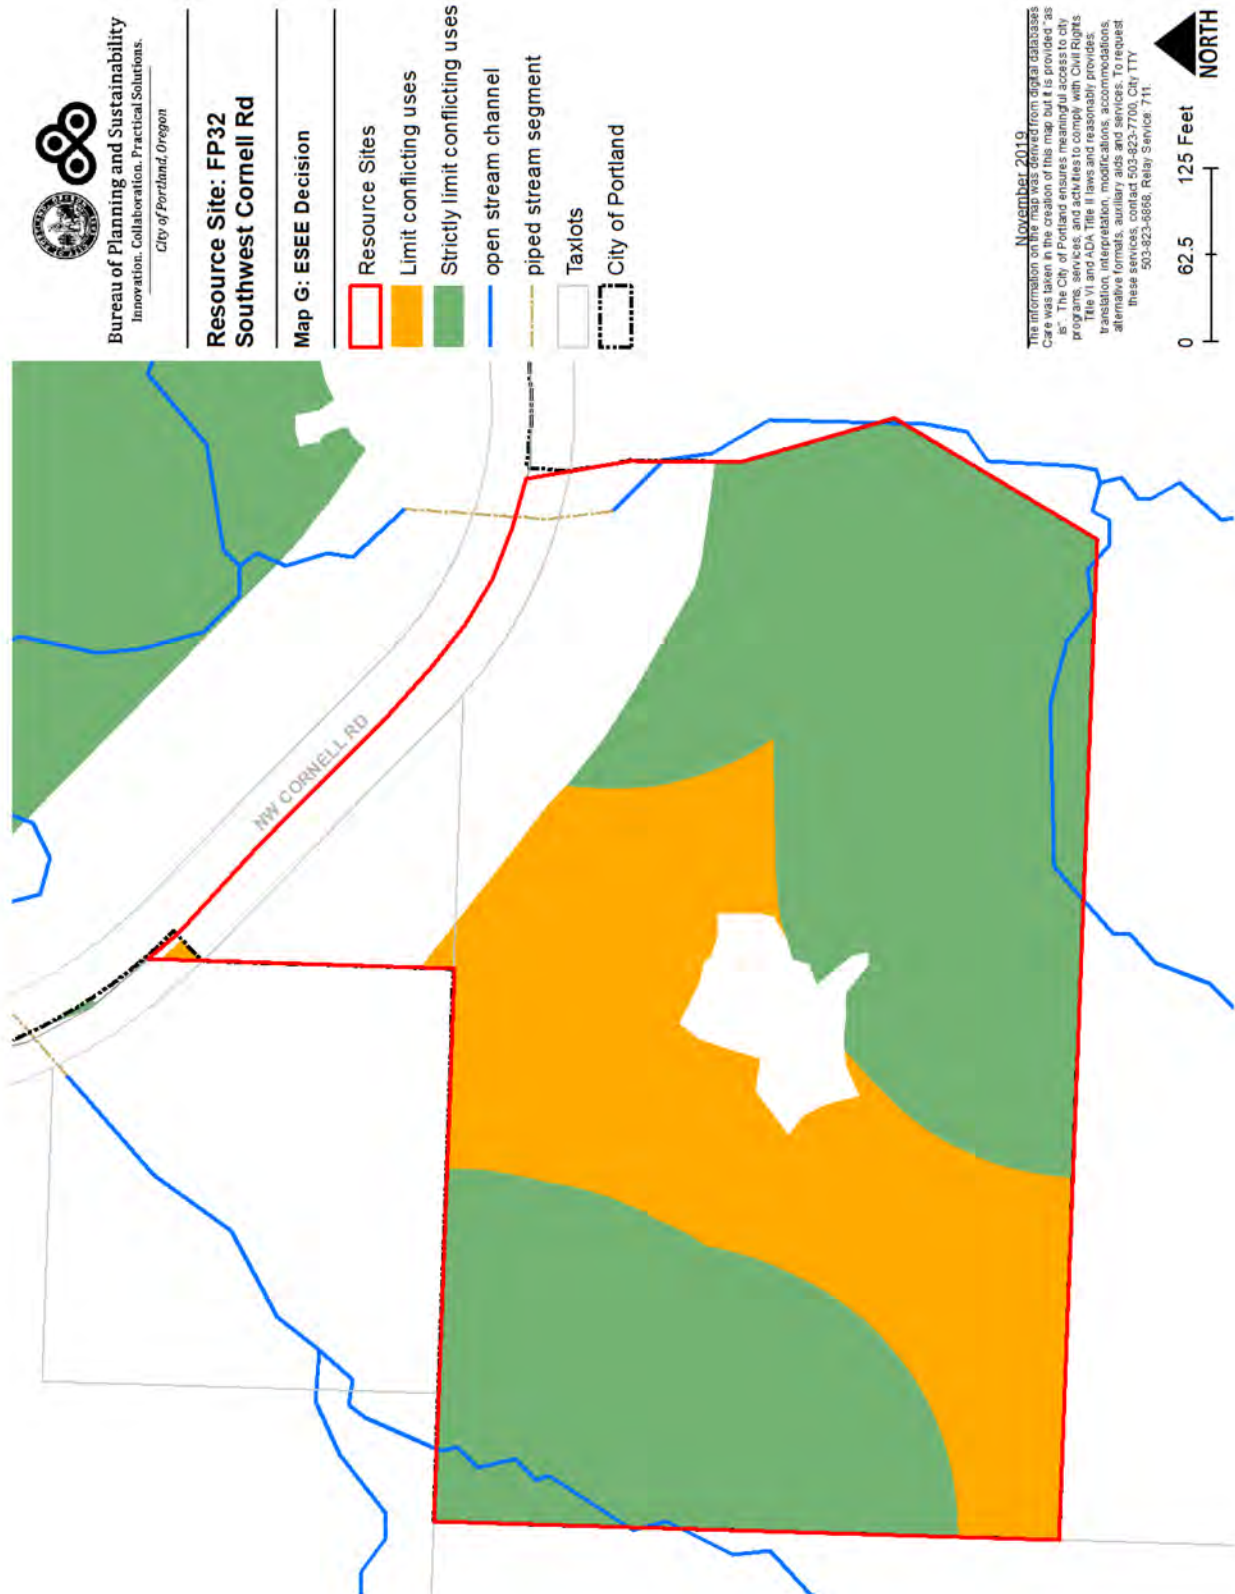 Bureau of Planning and Sustainability
Innovation. Collaboration. Practical Solutions.
City of Portland, Oregon
Resource Site: FP32
Southwest Cornell Rd
Map G: ESEE Decision
Resource Sites
Limit conflicting uses
Strictly limit conflicting uses
open stream channel
piped stream segment
Taxlots
City of Portland
NW CORNELL RD
November 2019
The information on the map was derived from digital databases
Care was taken in the creation of this map but it is provided "as
is". The City of Portland ensures meaningful access to city
programs, services, and activities to comply with Civil Rights
Title VI and ADA Title II laws and reasonably provides:
translation, interpretation, modifications, accommodations,
alternative formats, auxiliary aids and services. To request
these services, contact 503-823-7700, City TTY
503-823-6868, Relay Service: 711.
0 62.5 125 Feet
NORTH